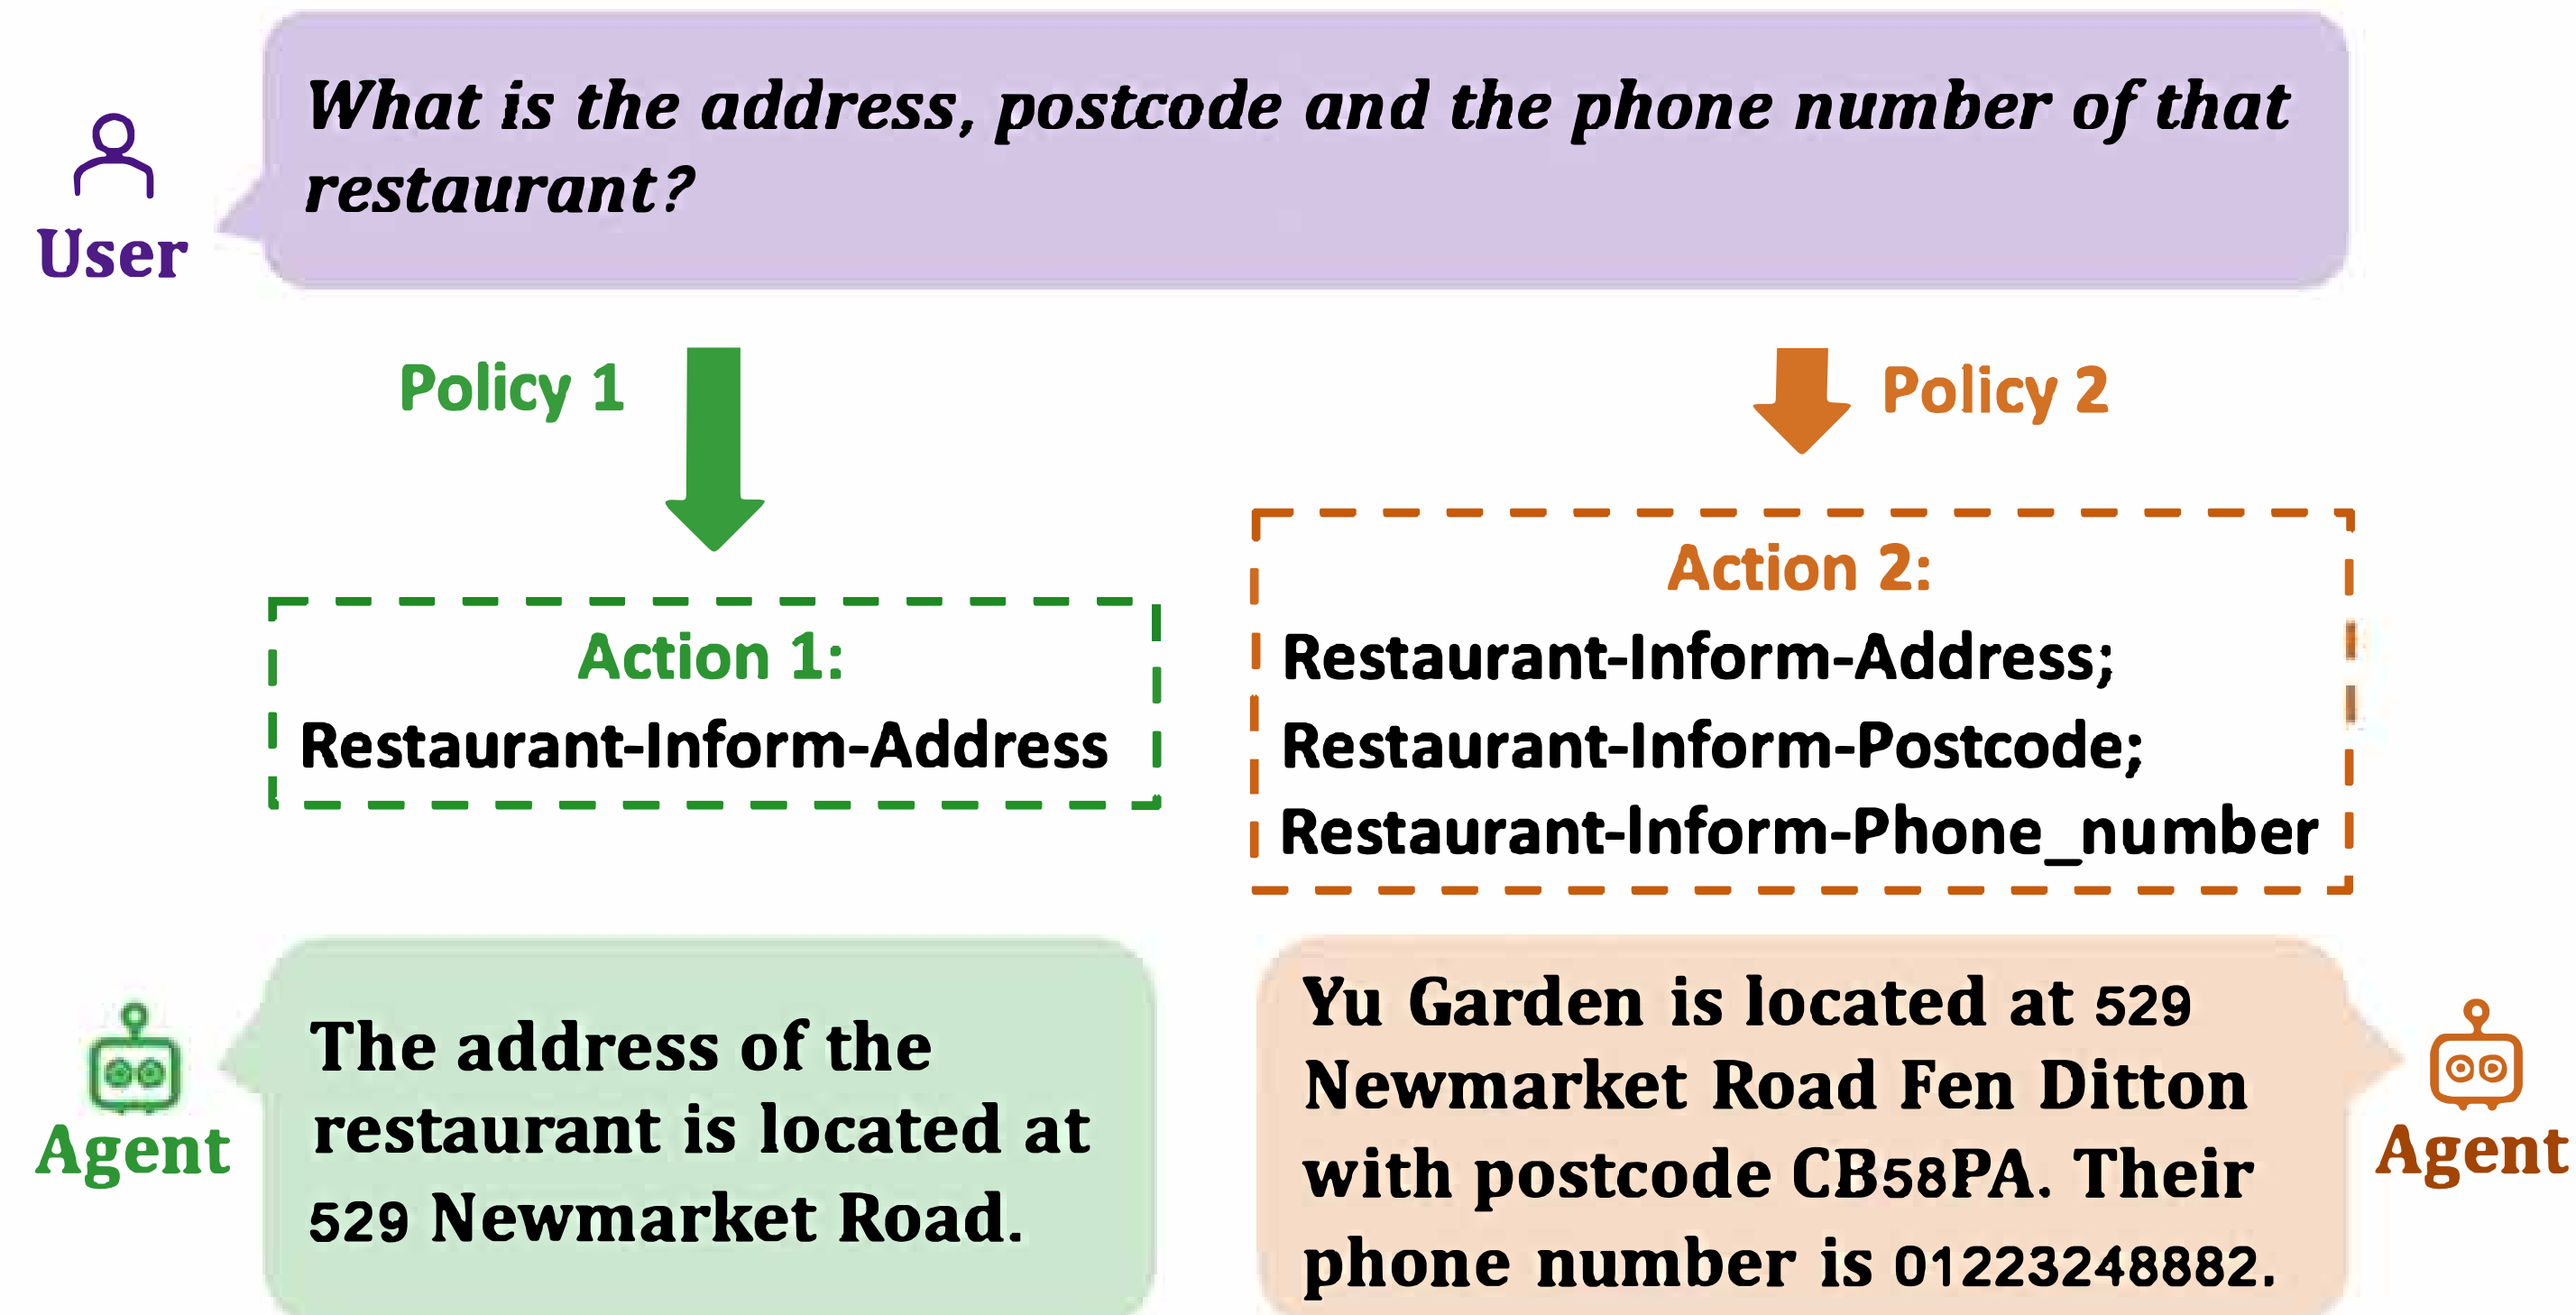 What is the address, postcode and the phone number of that
restaurant?
User
Policy 1
Policy 2
Action 1:
Restaurant-Inform-Address
Action 2:
Restaurant-Inform-Address;
Restaurant-Inform-Postcode;
Restaurant-Inform-Phone_number
Agent
The address of the
restaurant is located at
529 Newmarket Road.
Yu Garden is located at 529
Newmarket Road Fen Ditton
with postcode CB58PA. Their
phone number is 01223248882.
Agent